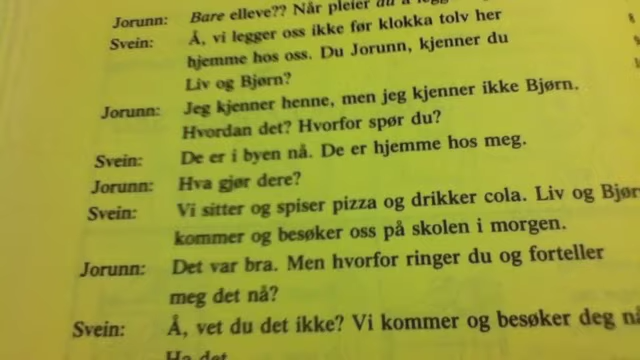 Jorunn: Bare elleve?? Når pleier du å
Svein: Å, vi legger oss ikke før klokka tolv her
hjemme hos oss. Du Jorunn, kjenner du
Liv og Bjørn?
Jorunn: Jeg kjenner henne, men jeg kjenner ikke Bjørn.
Hvordan det? Hvorfor spør du?
Svein: De er i byen nå. De er hjemme hos meg.
Jorunn: Hva gjør dere?
Svein: Vi sitter og spiser pizza og drikker cola. Liv og Bjør
kommer og besøker oss på skolen i morgen.
Jorunn: Det var bra. Men hvorfor ringer du og forteller
meg det nå?
Svein: Å, vet du det ikke? Vi kommer og besøker deg nå
Ha det